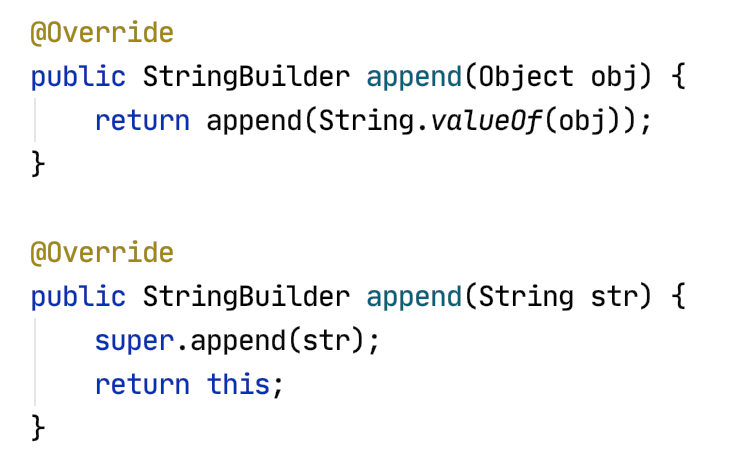 @Override
public StringBuilder append(Object obj) {
    return append(String.valueOf(obj));
}

@Override
public StringBuilder append(String str) {
    super.append(str);
    return this;
}